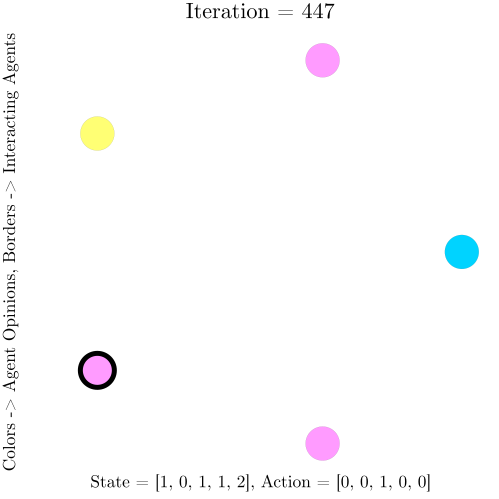 Iteration = 447
Colors -> Agent Opinions, Borders -> Interacting Agents
State = [1, 0, 1, 1, 2], Action = [0, 0, 1, 0, 0]